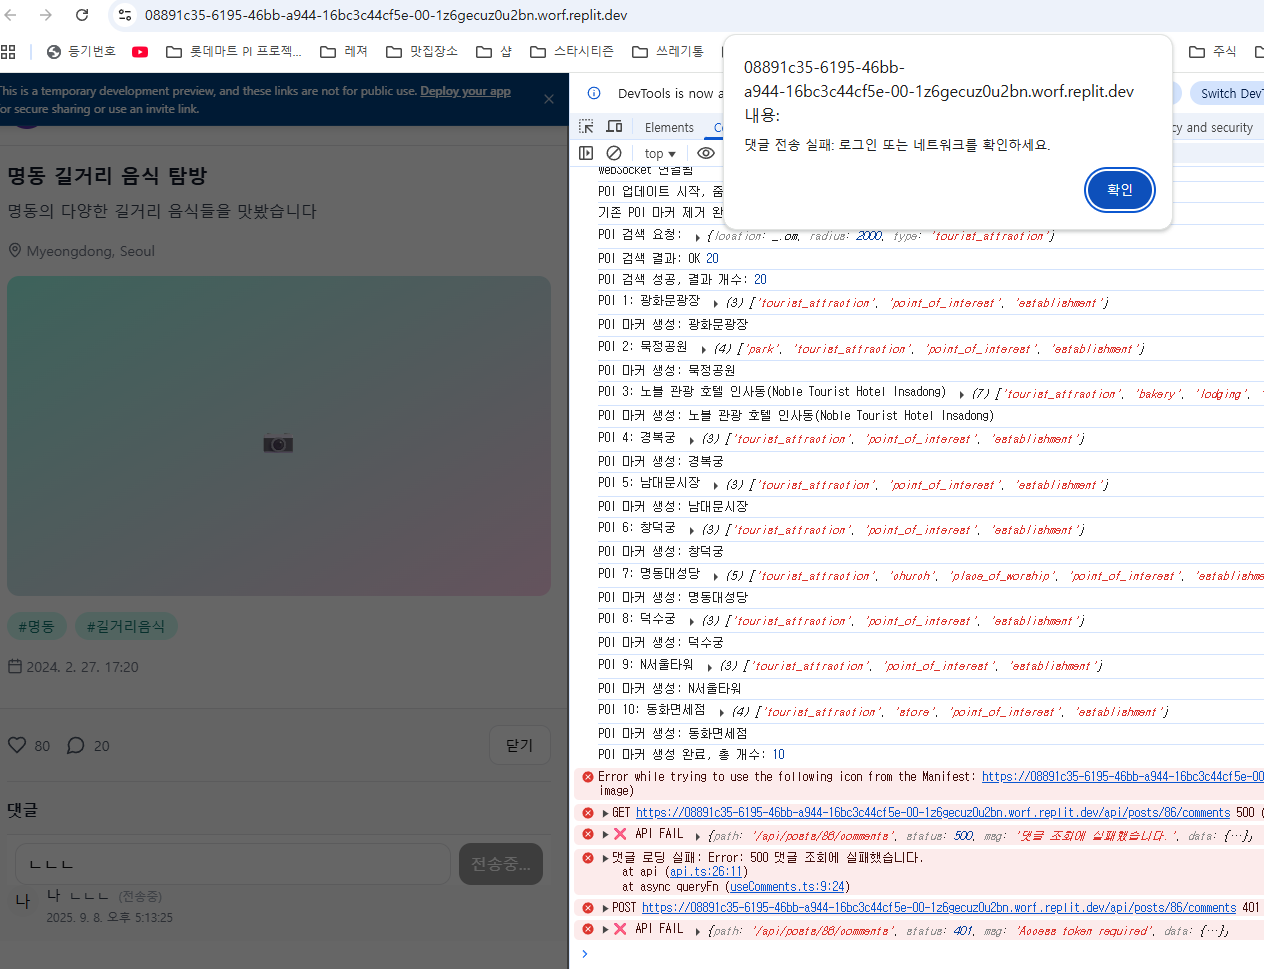 08891c35-6195-46bb-a944-16bc3c44cf5e-00-1z6gecuz0u2bn.worf.replit.dev
등기번호
롯데마트 PI 프로젝...
레져
맛집장소
샵
스타시티즌
쓰레기통
주식
This is a temporary development preview, and these links are not for public use. Deploy your app
or secure sharing or use an invite link.
명동 길거리 음식 탐방
명동의 다양한 길거리 음식들을 맛봤습니다
Myeongdong, Seoul
#명동 #길거리음식
2024. 2. 27. 17:20
80 20 닫기
댓글
ㄴㄴㄴ 전송중...
나 나 ㄴㄴㄴ (전송중)
2025. 9. 8. 오후 5:13:25
08891c35-6195-46bb-
a944-16bc3c44cf5e-00-1z6gecuz0u2bn.worf.replit.dev
내용:
댓글 전송 실패: 로그인 또는 네트워크를 확인하세요.
확인
DevTools is now a
Switch DevT
Elements
Co
cy and security
top
WebSocket 연결됨
POI 업데이트 시작, 줌
기존 POI 마커 제거 완
POI 검색 요청: {location: _.om, radius: 2000, type: 'tourist_attraction'}
POI 검색 결과: OK 20
POI 검색 성공, 결과 개수: 20
POI 1: 광화문광장 (3) ['tourist_attraction', 'point_of_interest', 'establishment']
POI 마커 생성: 광화문광장
POI 2: 묵정공원 (4) ['park', 'tourist_attraction', 'point_of_interest', 'establishment']
POI 마커 생성: 묵정공원
POI 3: 노블 관광 호텔 인사동(Noble Tourist Hotel Insadong) (7) ['tourist_attraction', 'bakery', 'lodging', '
POI 마커 생성: 노블 관광 호텔 인사동(Noble Tourist Hotel Insadong)
POI 4: 경복궁 (3) ['tourist_attraction', 'point_of_interest', 'establishment']
POI 마커 생성: 경복궁
POI 5: 남대문시장 (3) ['tourist_attraction', 'point_of_interest', 'establishment']
POI 마커 생성: 남대문시장
POI 6: 창덕궁 (3) ['tourist_attraction', 'point_of_interest', 'establishment']
POI 마커 생성: 창덕궁
POI 7: 명동대성당 (5) ['tourist_attraction', 'church', 'place_of_worship', 'point_of_interest', 'establishme
POI 마커 생성: 명동대성당
POI 8: 덕수궁 (3) ['tourist_attraction', 'point_of_interest', 'establishment']
POI 마커 생성: 덕수궁
POI 9: N서울타워 (3) ['tourist_attraction', 'point_of_interest', 'establishment']
POI 마커 생성: N서울타워
POI 10: 동화면세점 (4) ['tourist_attraction', 'store', 'point_of_interest', 'establishment']
POI 마커 생성: 동화면세점
POI 마커 생성 완료, 총 개수: 10
Error while trying to use the following icon from the Manifest: https://08891c35-6195-46bb-a944-16bc3c44cf5e-00
image)
GET https://08891c35-6195-46bb-a944-16bc3c44cf5e-00-1z6gecuz0u2bn.worf.replit.dev/api/posts/86/comments 500 (
❌ API FAIL {path: '/api/posts/86/comments', status: 500, msg: '댓글 조회에 실패했습니다.', data: {…},
댓글 로딩 실패: Error: 500 댓글 조회에 실패했습니다.
at api (api.ts:26:11)
at async queryFn (useComments.ts:9:24)
POST https://08891c35-6195-46bb-a944-16bc3c44cf5e-00-1z6gecuz0u2bn.worf.replit.dev/api/posts/86/comments 401
❌ API FAIL {path: '/api/posts/86/comments', status: 401, msg: 'Access token required', data: {…},